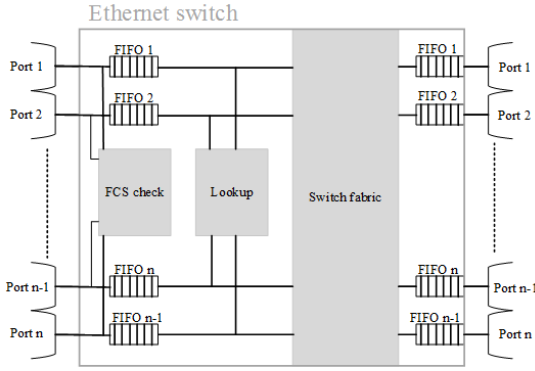 Ethernet switch
FIFO 1
FIFO 1
Port 1
Port 1
FIFO 2
FIFO 2
Port 2
Port 2
FCS check
Lookup
Switch fabric
FIFO n
FIFO n
Port n-1
Port n-1
FIFO n-1
FIFO n-1
Port n
Port n